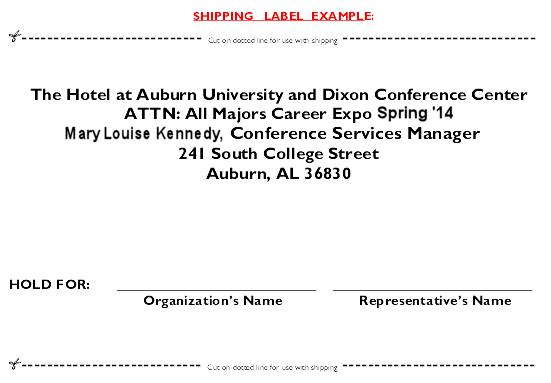 SHIPPING LABEL EXAMPLE:
Cut on dotted line for use with shipping
The Hotel at Auburn University and Dixon Conference Center
ATTN: All Majors Career Expo Spring '14
Mary Louise Kennedy, Conference Services Manager
241 South College Street
Auburn, AL 36830
HOLD FOR:
Organization's Name Representative's Name
Cut on dotted line for use with shipping